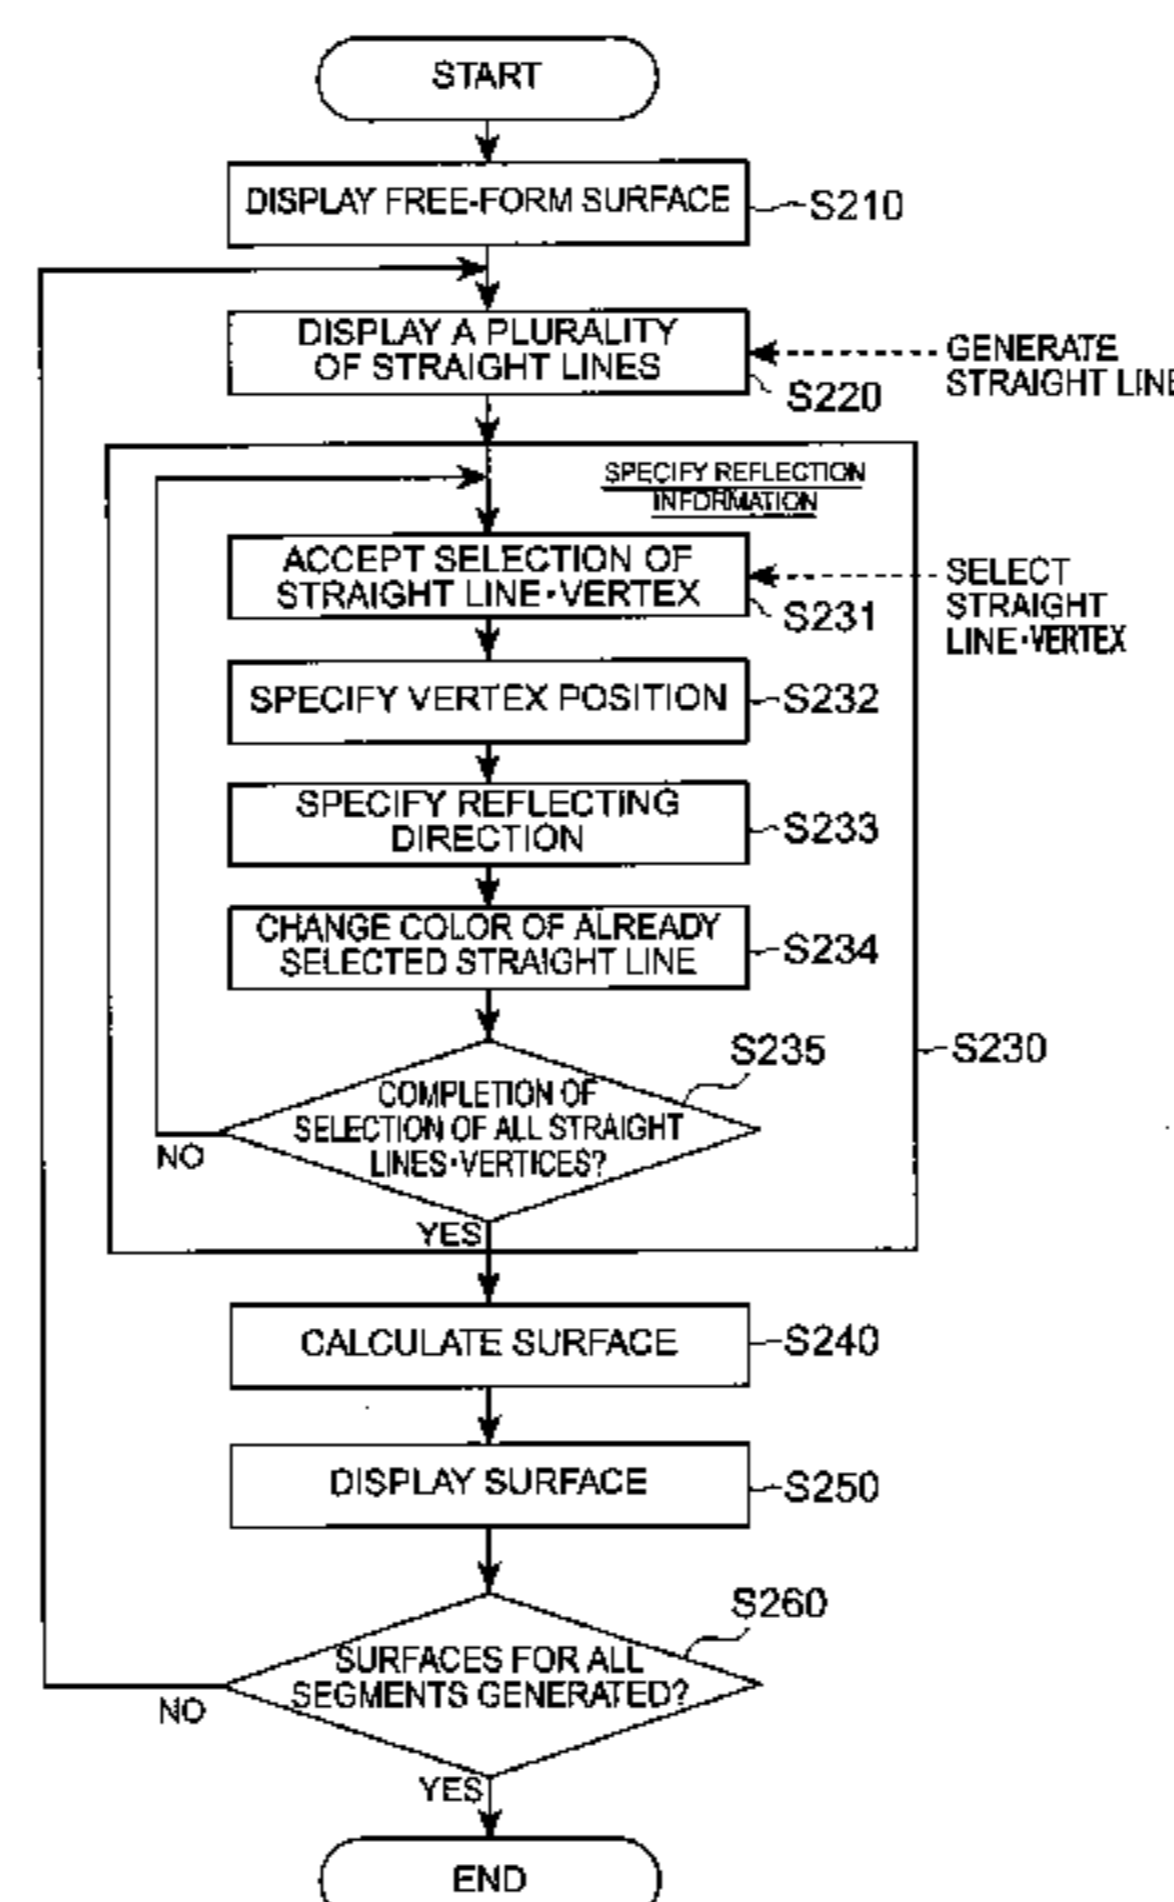 START
DISPLAY FREE-FORM SURFACE
S210
DISPLAY A PLURALITY
OF STRAIGHT LINES
S220
GENERATE
STRAIGHT LINE
SPECIFY REFLECTION
INFORMATION
ACCEPT SELECTION OF
STRAIGHT LINE・VERTEX
S231
SELECT
STRAIGHT
LINE・VERTEX
SPECIFY VERTEX POSITION
S232
SPECIFY REFLECTING
DIRECTION
S233
CHANGE COLOR OF ALREADY
SELECTED STRAIGHT LINE
S234
S235
COMPLETION OF
SELECTION OF ALL STRAIGHT
LINES・VERTICES?
NO
YES
S230
CALCULATE SURFACE
S240
DISPLAY SURFACE
S250
S260
SURFACES FOR ALL
SEGMENTS GENERATED?
NO
YES
END